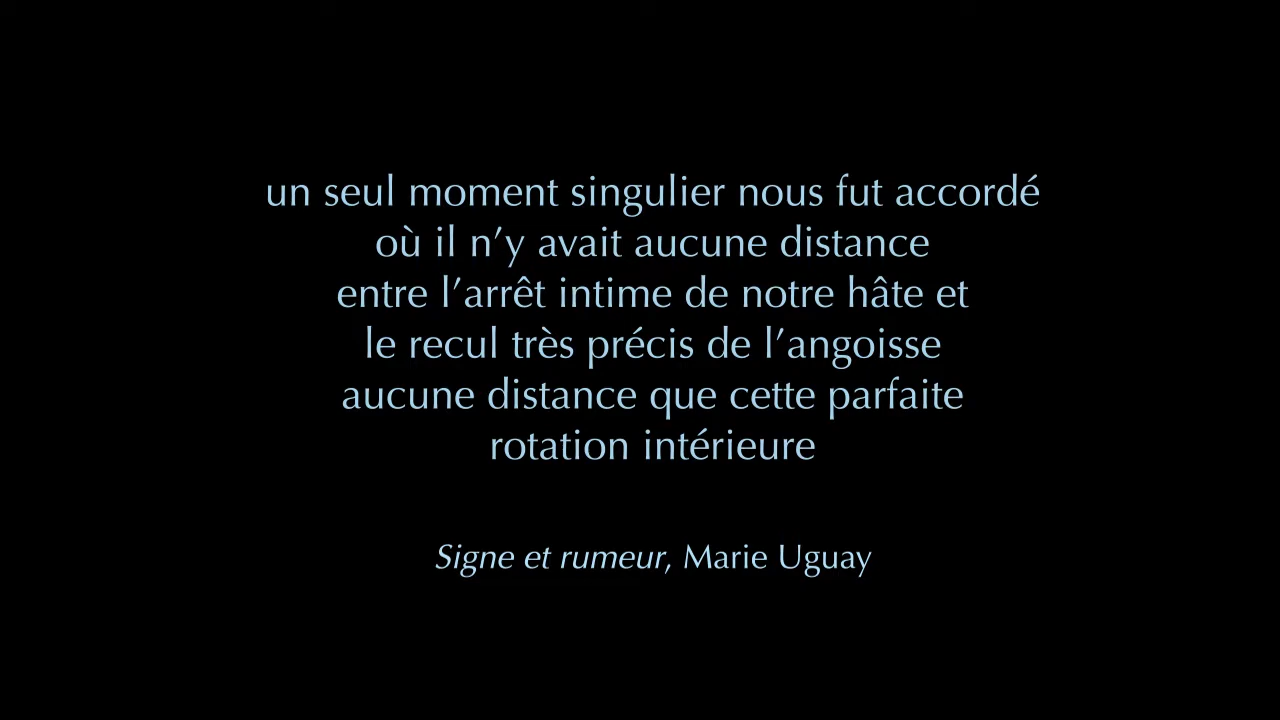 un seul moment singulier nous fut accordé
où il n’y avait aucune distance
entre l’arrêt intime de notre hâte et
le recul très précis de l’angoisse
aucune distance que cette parfaite
rotation intérieure
Signe et rumeur, Marie Uguay